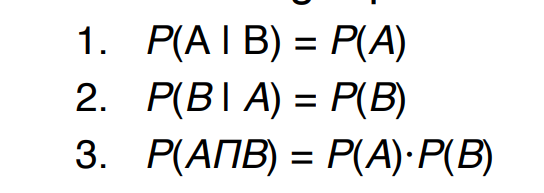 1. P(A | B) = P(A)
2. P(B | A) = P(B)
3. P(AΠB) = P(A)·P(B)